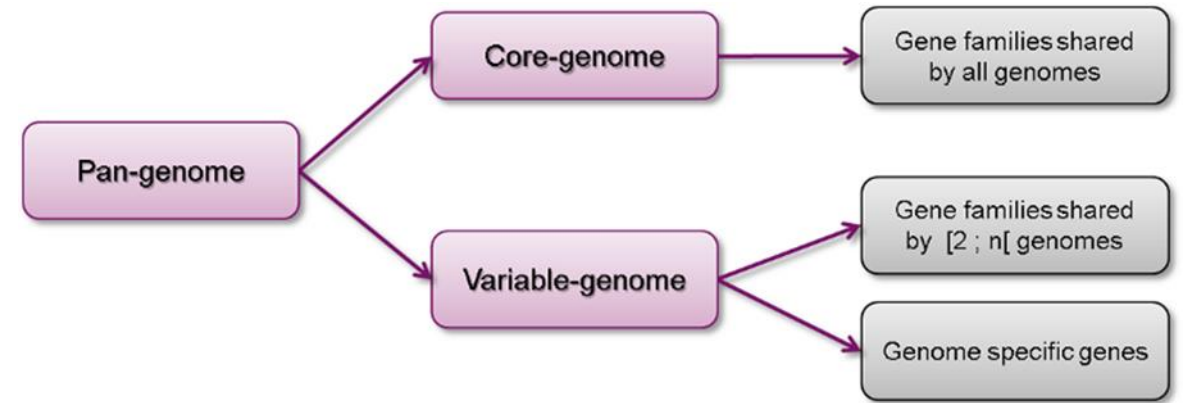 Pan-genome
Core-genome
Gene families shared
by all genomes
Variable-genome
Gene families shared
by [2 ; n[ genomes
Genome specific genes